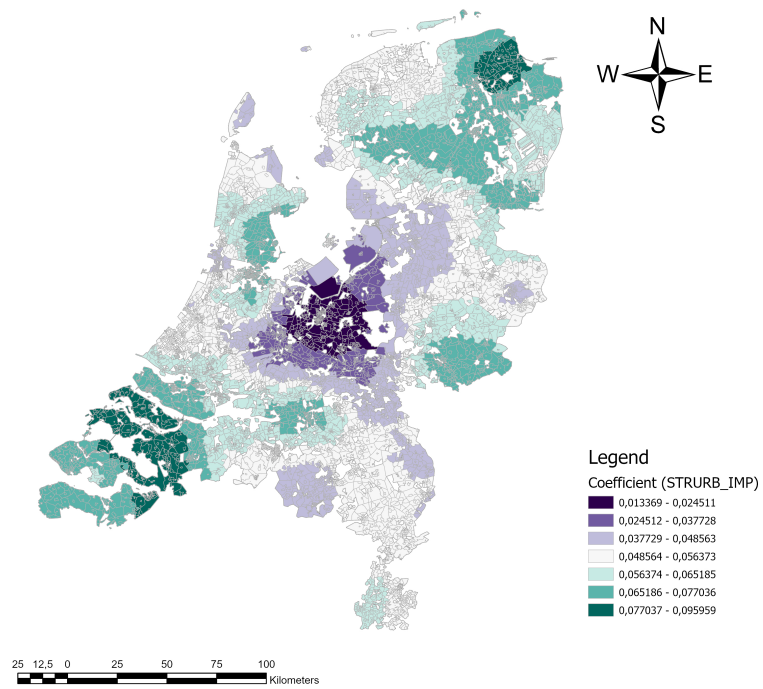 N
W E
S
Legend
Coefficient (STRURB_IMP)
0,013369 - 0,024511
0,024512 - 0,037728
0,037729 - 0,048563
0,048564 - 0,056373
0,056374 - 0,065185
0,065186 - 0,077036
0,077037 - 0,095959
25 12,5 0 25 50 75 100
Kilometers